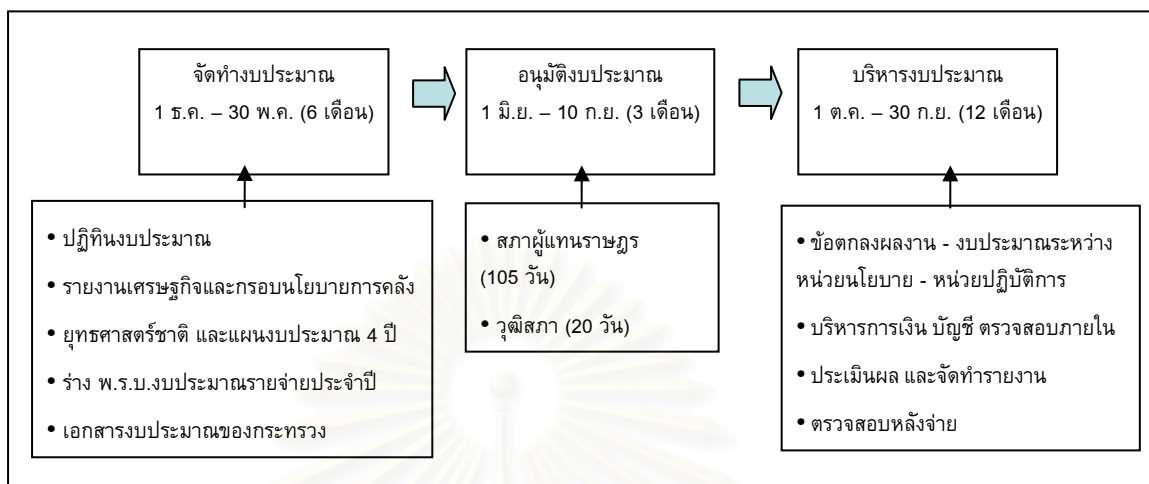 จัดทำงบประมาณ
1 ธ.ค. – 30 พ.ค. (6 เดือน)
อนุมัติงบประมาณ
1 มิ.ย. – 10 ก.ย. (3 เดือน)
บริหารงบประมาณ
1 ต.ค. – 30 ก.ย. (12 เดือน)
• ปฏิทินงบประมาณ
• รายงานเศรษฐกิจและกรอบนโยบายการคลัง
• ยุทธศาสตร์ชาติ และแผนงบประมาณ 4 ปี
• ร่าง พ.ร.บ.งบประมาณรายจ่ายประจำปี
• เอกสารงบประมาณของกระทรวง
• สภาผู้แทนราษฎร
(105 วัน)
• วุฒิสภา (20 วัน)
• ข้อตกลงผลงาน - งบประมาณระหว่าง
หน่วยนโยบาย - หน่วยปฏิบัติการ
• บริหารการเงิน บัญชี ตรวจสอบภายใน
• ประเมินผล และจัดทำรายงาน
• ตรวจสอบหลังจ่าย